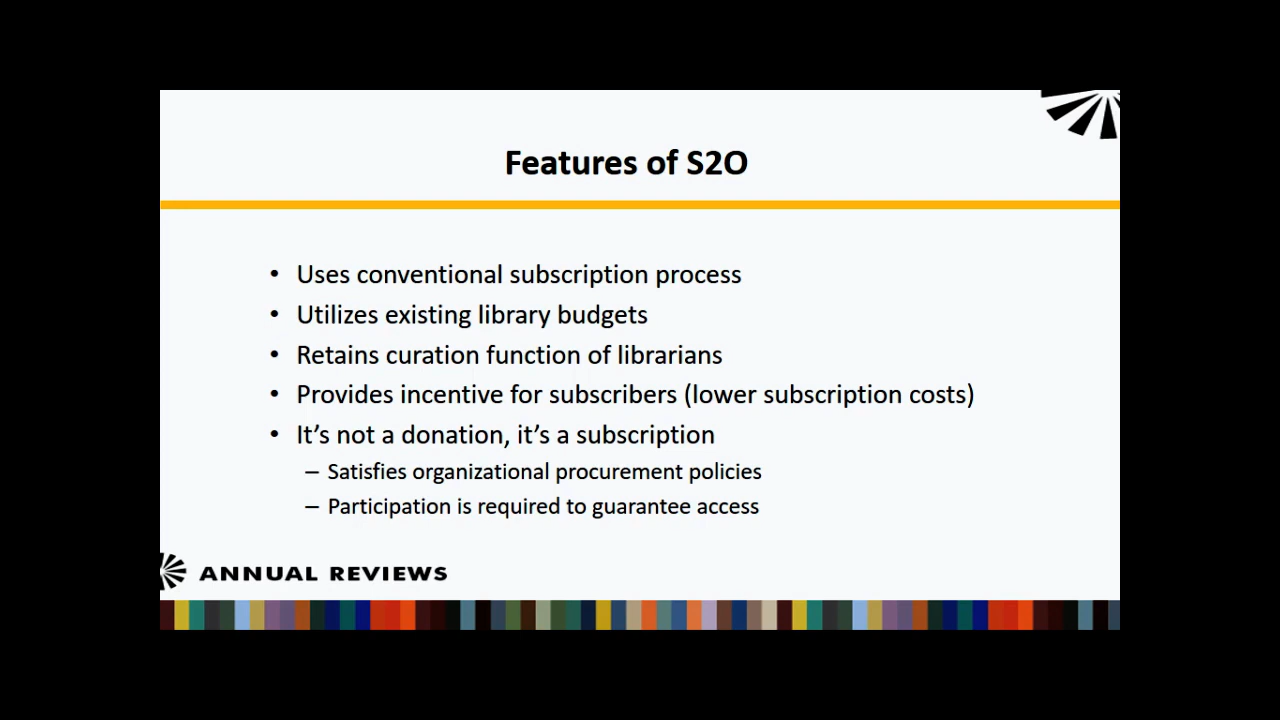 Features of S2O
• Uses conventional subscription process
• Utilizes existing library budgets
• Retains curation function of librarians
• Provides incentive for subscribers (lower subscription costs)
• It's not a donation, it's a subscription
– Satisfies organizational procurement policies
– Participation is required to guarantee access
ANNUAL REVIEWS